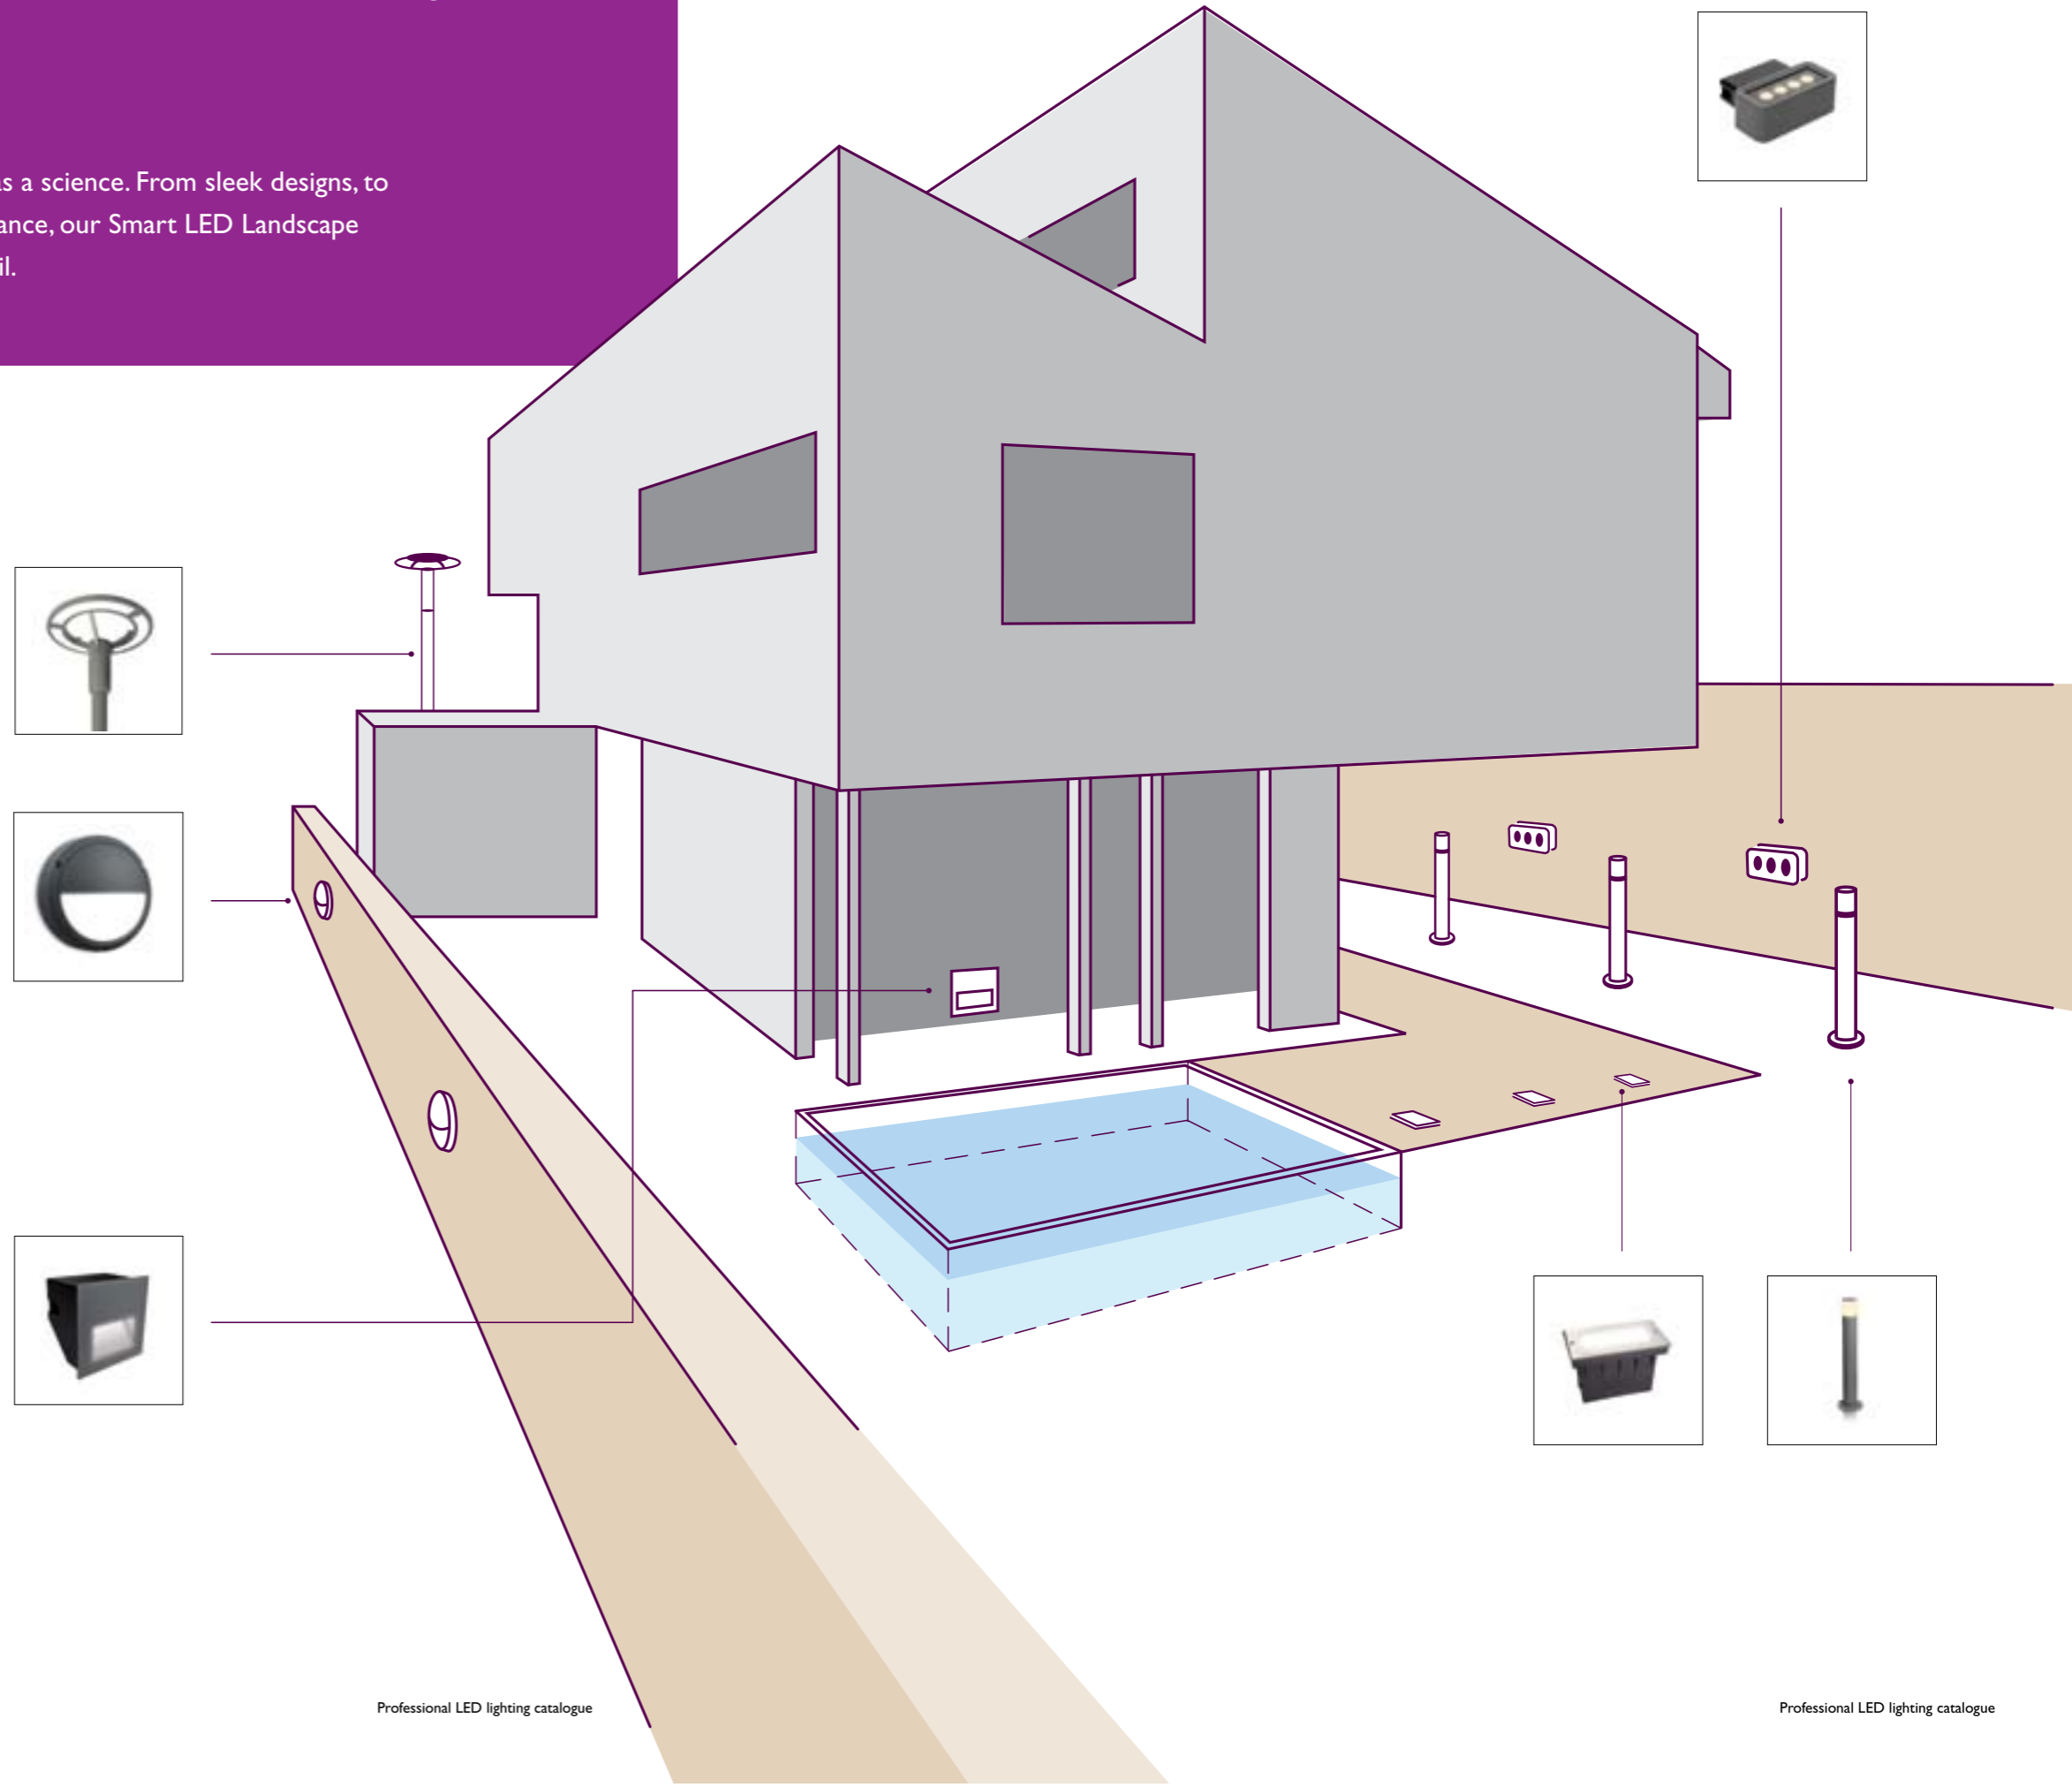 as a science. From sleek designs, to
ance, our Smart LED Landscape
il.
Professional LED lighting catalogue
Professional LED lighting catalogue